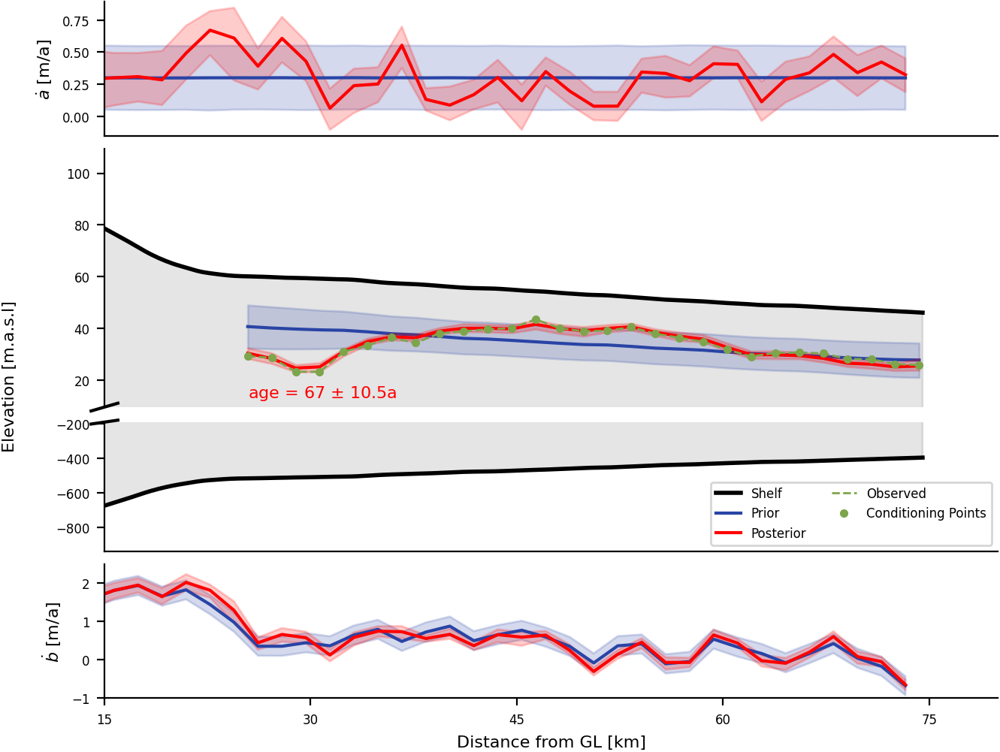 0.75
0.50
0.25
0.00
ȧ [m/a]
100
80
60
40
20
age = 67 ± 10.5a
−200
−400
−600
−800
Elevation [m.a.s.l]
Shelf
Prior
Posterior
Observed
Conditioning Points
2
1
0
−1
ḃ [m/a]
15
30
45
60
75
Distance from GL [km]